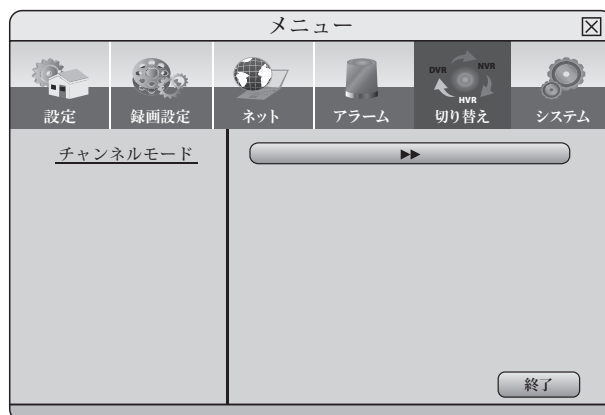 メニュー
設定
録画設定
ネット
アラーム
DVR NVR
HVR
切り替え
システム
チャンネルモード
終了